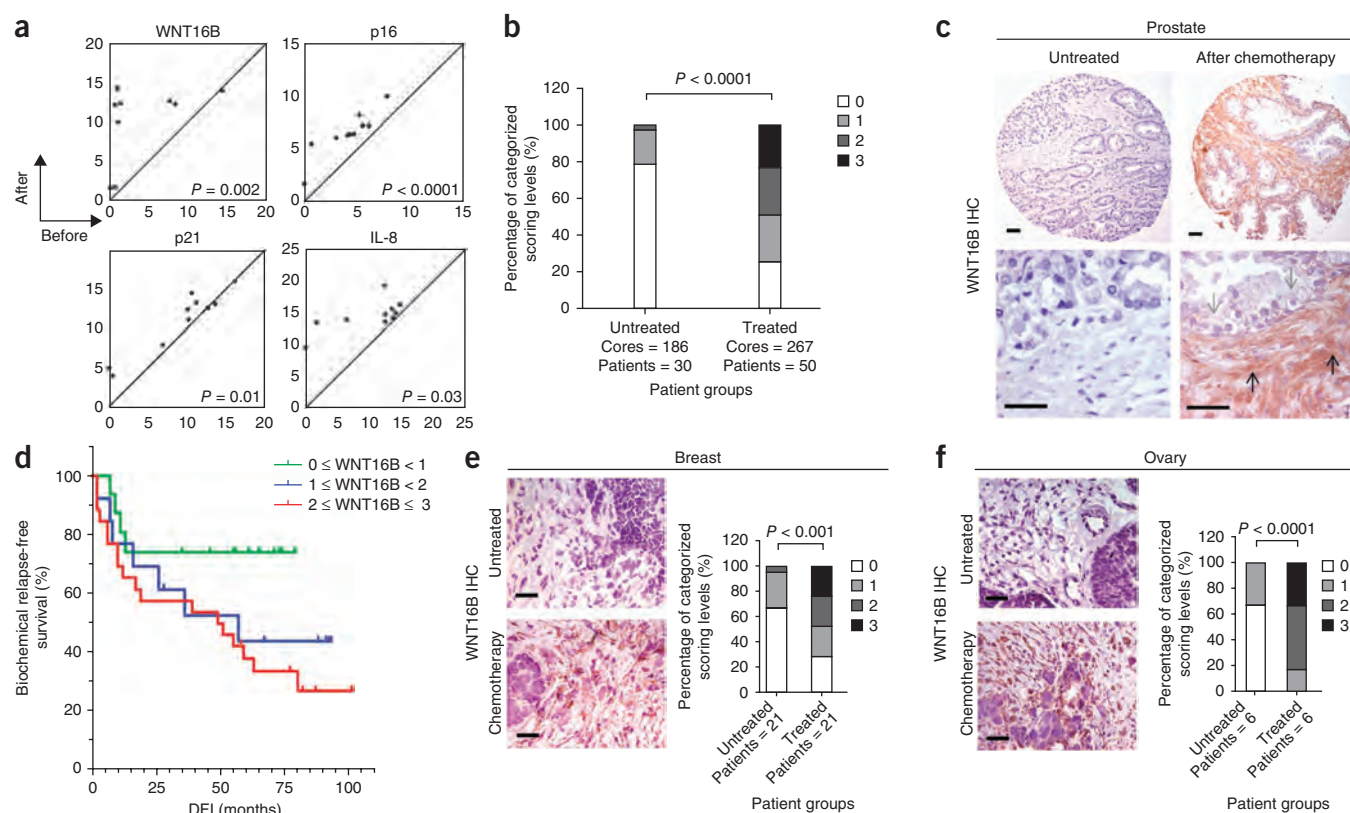 a
WNT16B
20
15
10
5
0
0 5 10 15 20
P = 0.002
p16
15
10
5
0
0 5 10 15
P < 0.0001
After
Before
p21
15
10
5
0
0 5 10 15 20
P = 0.01
IL-8
25
20
15
10
5
0
0 5 10 15 20 25
P = 0.03
b
P < 0.0001
Percentage of categorized
scoring levels (%)
120
100
80
60
40
20
0
0
1
2
3
Untreated
Cores = 186
Patients = 30
Treated
Cores = 267
Patients = 50
Patient groups
c
Prostate
Untreated
After chemotherapy
WNT16B IHC
d
Biochemical relapse-free
survival (%)
100
80
60
40
20
0
0 25 50 75 100
DFI (months)
0 ≤ WNT16B < 1
1 ≤ WNT16B < 2
2 ≤ WNT16B ≤ 3
e
Breast
WNT16B IHC
Untreated
Chemotherapy
P < 0.001
Percentage of categorized
scoring levels (%)
120
100
80
60
40
20
0
0
1
2
3
Untreated
Patients = 21
Treated
Patients = 21
Patient groups
f
Ovary
WNT16B IHC
Untreated
Chemotherapy
P < 0.0001
Percentage of categorized
scoring levels (%)
120
100
80
60
40
20
0
0
1
2
3
Untreated
Patients = 6
Treated
Patients = 6
Patient groups